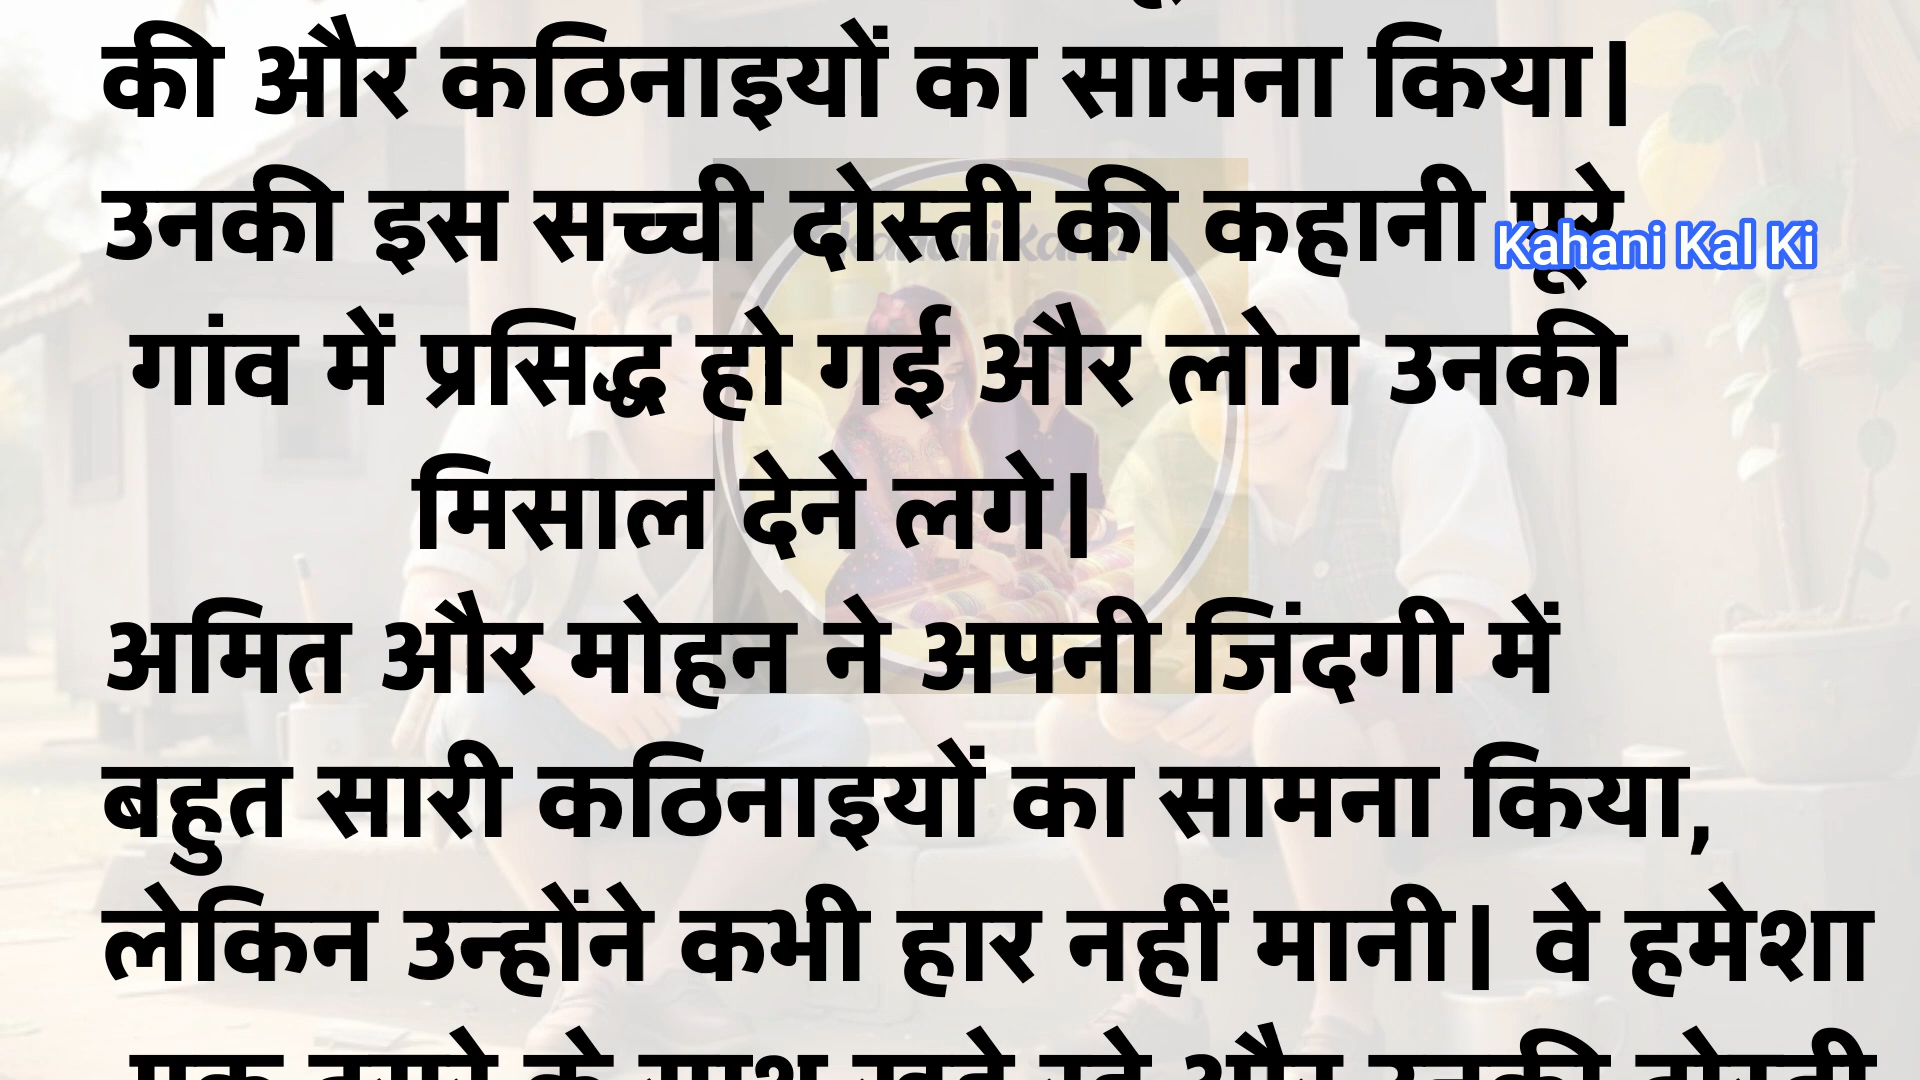 की और कठिनाइयों का सामना किया।
उनकी इस सच्ची दोस्ती की कहानी पूरे
Kahani Kal Ki
गांव में प्रसिद्ध हो गई और लोग उनकी
मिसाल देने लगे।
अमित और मोहन ने अपनी जिंदगी में
बहुत सारी कठिनाइयों का सामना किया,
लेकिन उन्होंने कभी हार नहीं मानी। वे हमेशा